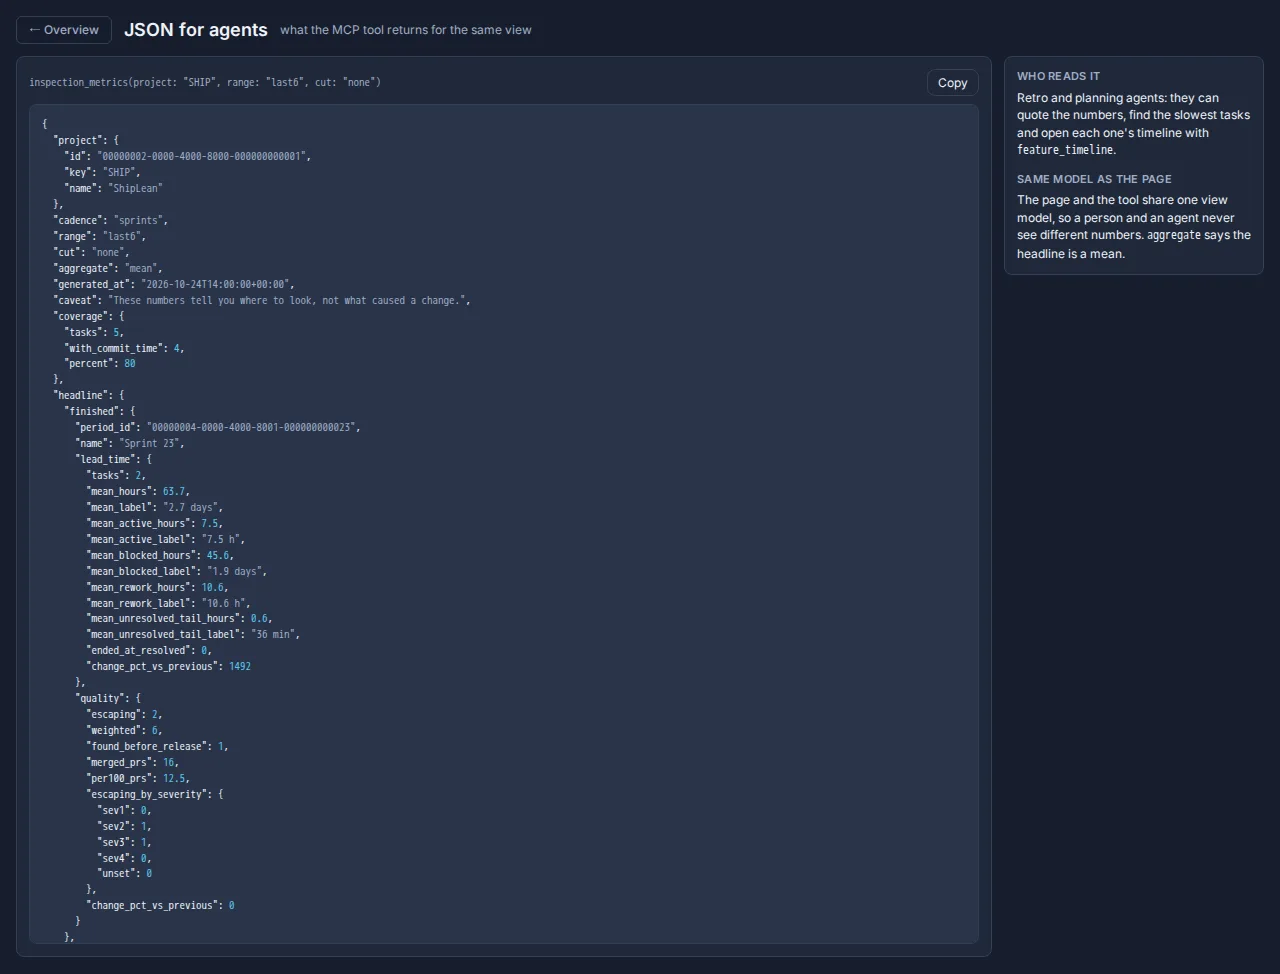 ← Overview
JSON for agents
what the MCP tool returns for the same view
inspection_metrics(project: "SHIP", range: "last6", cut: "none")
Copy
{
"project": {
"id": "00000002-0000-4000-8000-000000000001",
"key": "SHIP",
"name": "ShipLean"
},
"cadence": "sprints",
"range": "last6",
"cut": "none",
"aggregate": "mean",
"generated_at": "2026-10-24T14:00:00+00:00",
"caveat": "These numbers tell you where to look, not what caused a change.",
"coverage": {
"tasks": 5,
"with_commit_time": 4,
"percent": 80
},
"headline": {
"finished": {
"period_id": "00000004-0000-4000-8001-000000000023",
"name": "Sprint 23",
"lead_time": {
"tasks": 2,
"mean_hours": 63.7,
"mean_label": "2.7 days",
"mean_active_hours": 7.5,
"mean_active_label": "7.5 h",
"mean_blocked_hours": 45.6,
"mean_blocked_label": "1.9 days",
"mean_rework_hours": 10.6,
"mean_rework_label": "10.6 h",
"mean_unresolved_tail_hours": 0.6,
"mean_unresolved_tail_label": "36 min",
"ended_at_resolved": 0,
"change_pct_vs_previous": 1492
},
"quality": {
"escaping": 2,
"weighted": 6,
"found_before_release": 1,
"merged_prs": 16,
"per100_prs": 12.5,
"escaping_by_severity": {
"sev1": 0,
"sev2": 1,
"sev3": 1,
"sev4": 0,
"unset": 0
},
"change_pct_vs_previous": 0
}
},
WHO READS IT
Retro and planning agents: they can
quote the numbers, find the slowest tasks
and open each one's timeline with
feature_timeline.
SAME MODEL AS THE PAGE
The page and the tool share one view
model, so a person and an agent never
see different numbers. aggregate says the
headline is a mean.